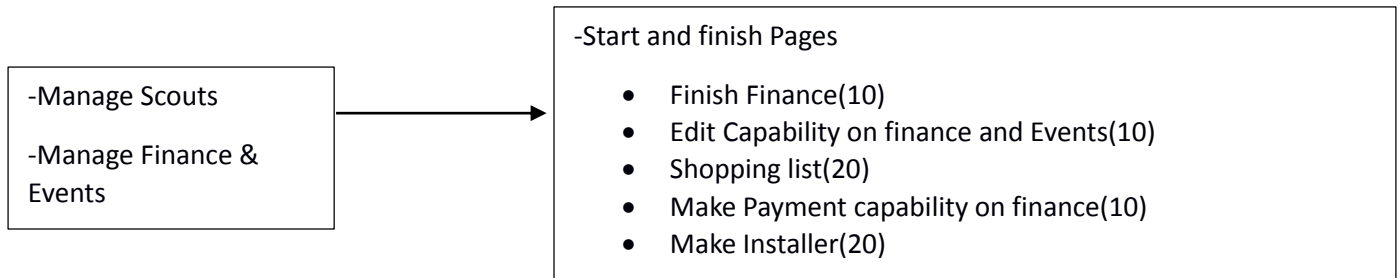 -Manage Scouts
-Manage Finance &
Events
-Start and finish Pages
• Finish Finance(10)
• Edit Capability on finance and Events(10)
• Shopping list(20)
• Make Payment capability on finance(10)
• Make Installer(20)